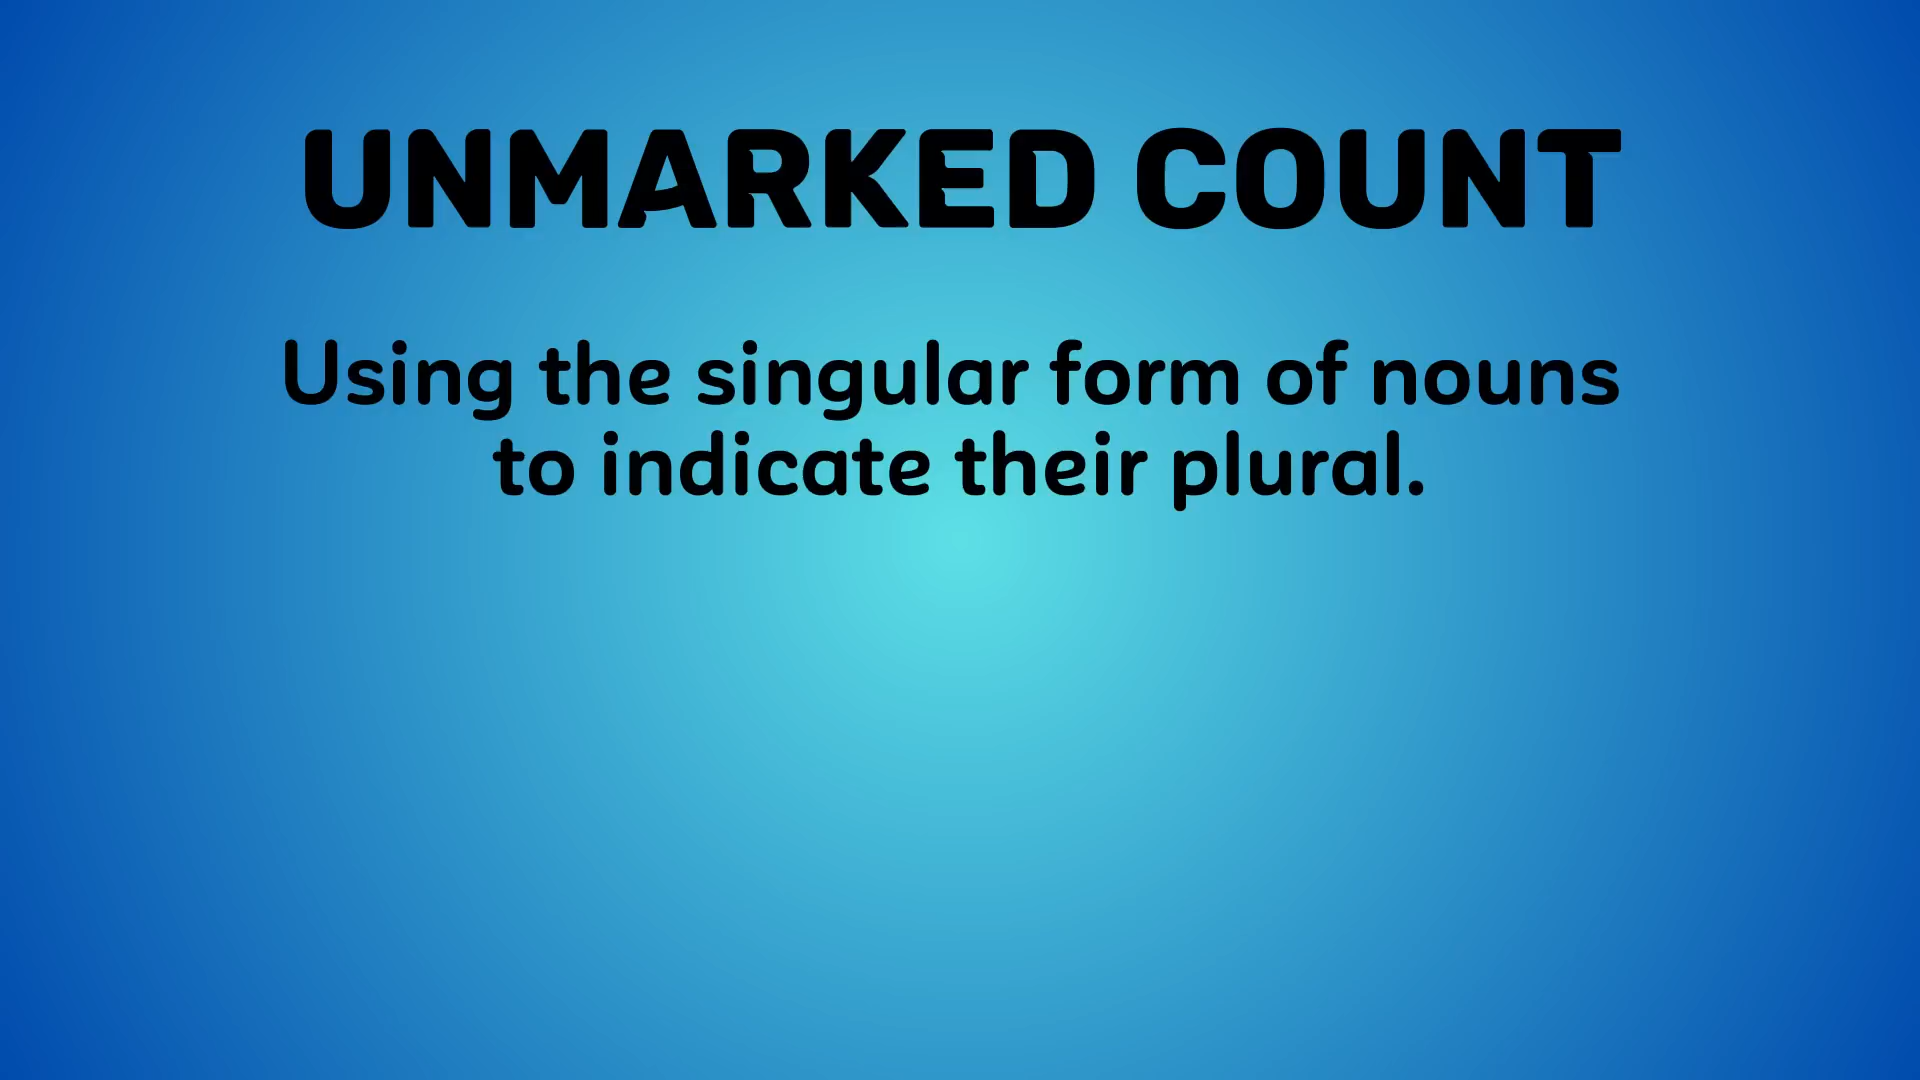 UNMARKED COUNT
Using the singular form of nouns
to indicate their plural.